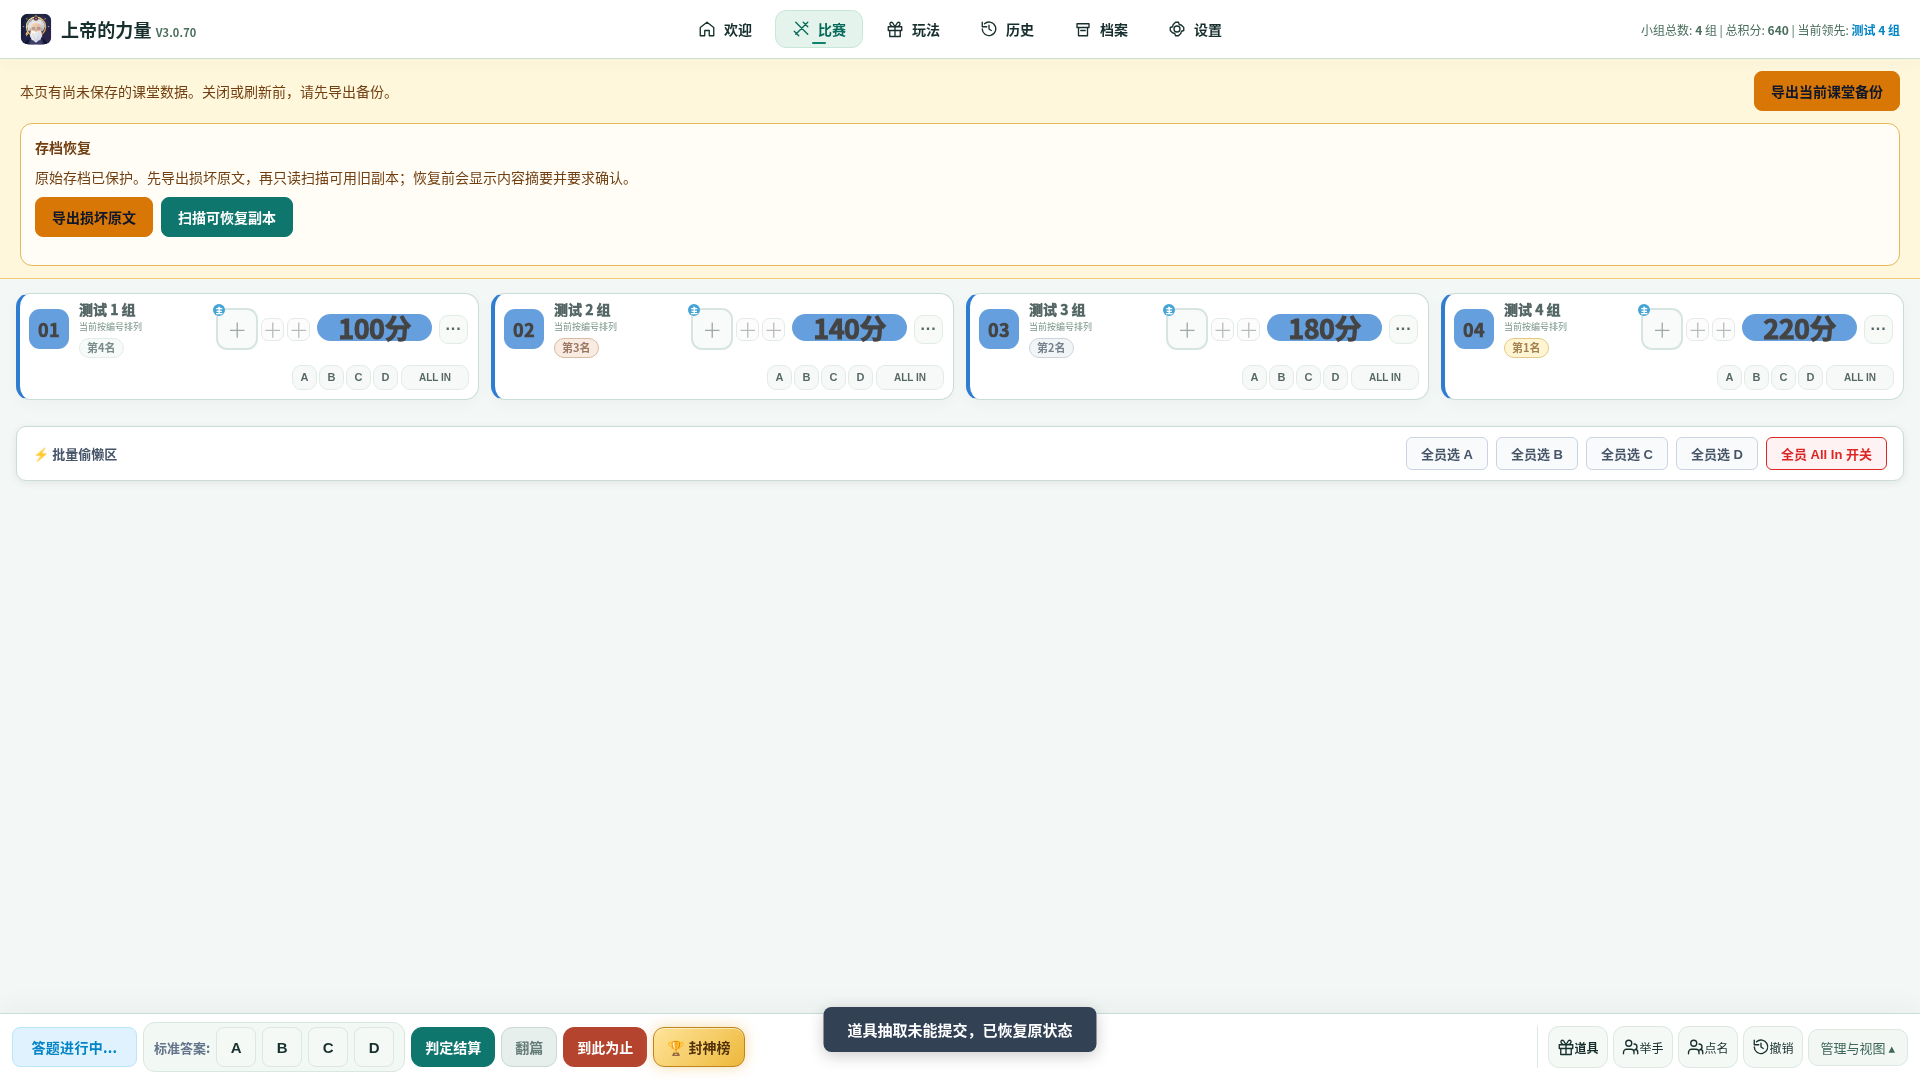 上帝的力量 V3.0.70
欢迎
比赛
玩法
历史
档案
设置
小组总数: 4 组 | 总积分: 640 | 当前领先: 测试 4 组
本页有尚未保存的课堂数据。关闭或刷新前，请先导出备份。
导出当前课堂备份
存档恢复
原始存档已保护。先导出损坏原文，再只读扫描可用旧副本；恢复前会显示内容摘要并要求确认。
导出损坏原文
扫描可恢复副本
01
测试 1 组
当前按编号排列
第4名
主
100分
A B C D ALL IN
02
测试 2 组
当前按编号排列
第3名
主
140分
A B C D ALL IN
03
测试 3 组
当前按编号排列
第2名
主
180分
A B C D ALL IN
04
测试 4 组
当前按编号排列
第1名
主
220分
A B C D ALL IN
⚡ 批量偷懒区
全员选 A
全员选 B
全员选 C
全员选 D
全员 All In 开关
答题进行中...
标准答案: A B C D
判定结算
翻篇
到此为止
🏆 封神榜
道具抽取未能提交，已恢复原状态
道具
举手
点名
撤销
管理与视图 ▴